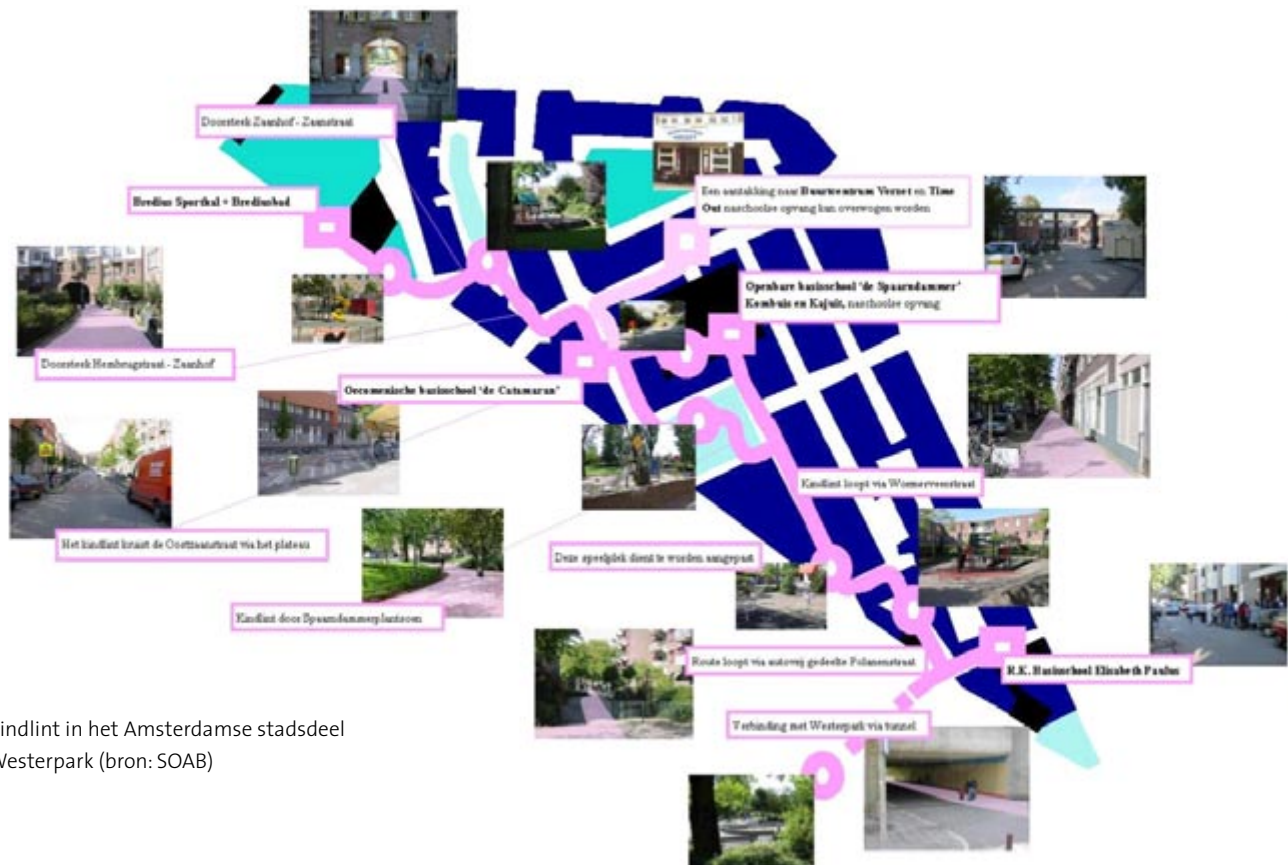 Doorsteek Zaanhof - Zaanstraat
Bredius Sporthal + Brediusbad
Een aantakking naar Buurtcentrum Vernet en Time
Out naschoolse opvang kan overwogen worden
Openbare basisschool 'de Spaarndammer'
Kombuis en Kajuit, naschoolse opvang
Doorsteek Hembrugstraat - Zaanhof
Oecumenische basisschool 'de Catamaran'
Kindlint loopt via Wormerveerstraat
Het kindlint kruist de Oostzaanstraat via het plateau
Deze speelplek dient te worden aangepast
Kindlint door Spaarndammerplantsoen
Route loopt via autovrij gedeelte Polanenstraat
R.K. Basisschool Elisabeth Paulus
Verbinding met Westerpark via tunnel
indlint in het Amsterdamse stadsdeel
Westerpark (bron: SOAB)